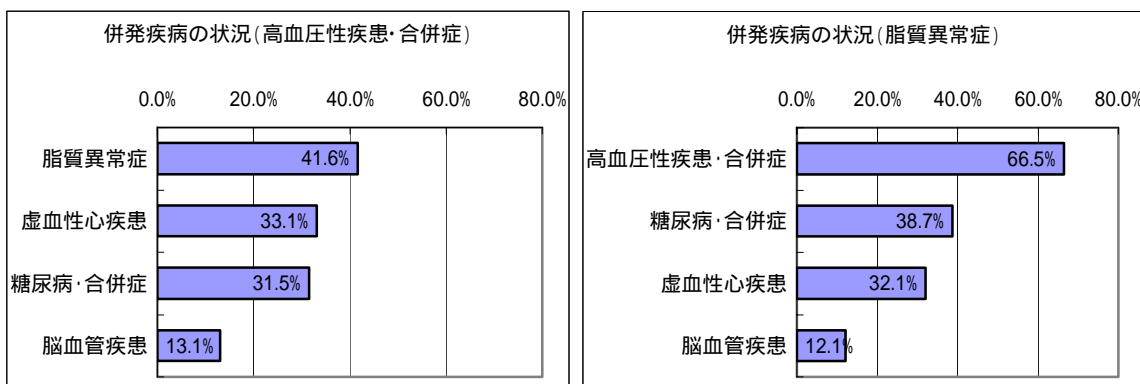 併発疾病の状況(高血圧性疾患・合併症)
0.0% 20.0% 40.0% 60.0% 80.0%
脂質異常症 41.6%
虚血性心疾患 33.1%
糖尿病・合併症 31.5%
脳血管疾患 13.1%
併発疾病の状況(脂質異常症)
0.0% 20.0% 40.0% 60.0% 80.0%
高血圧性疾患・合併症 66.5%
糖尿病・合併症 38.7%
虚血性心疾患 32.1%
脳血管疾患 12.1%